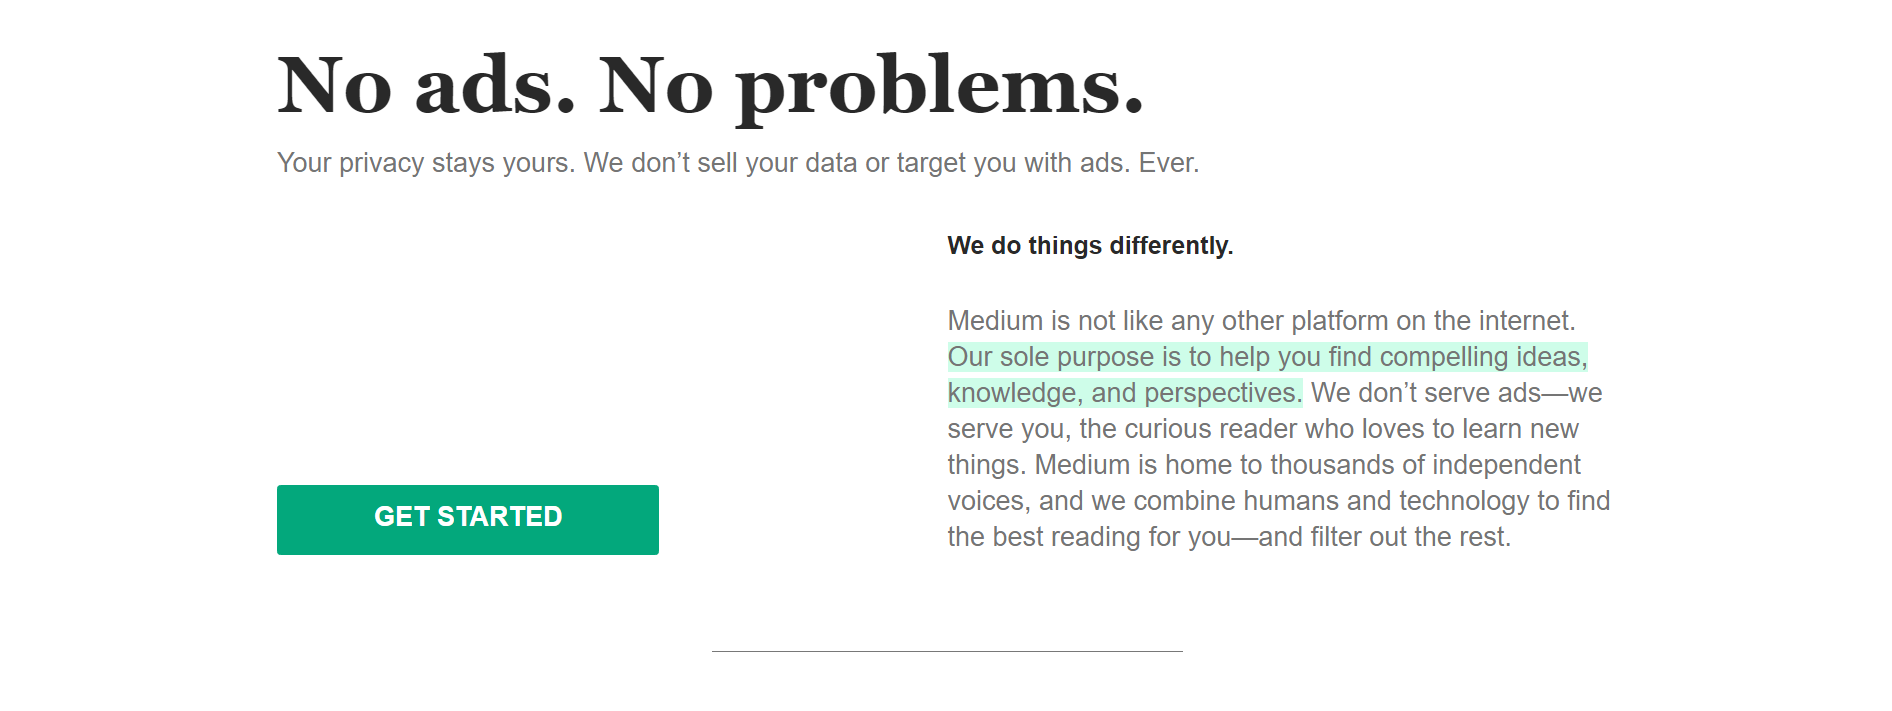 No ads. No problems.
Your privacy stays yours. We don’t sell your data or target you with ads. Ever.
We do things differently.
Medium is not like any other platform on the internet.
Our sole purpose is to help you find compelling ideas,
knowledge, and perspectives. We don’t serve ads—we
serve you, the curious reader who loves to learn new
things. Medium is home to thousands of independent
voices, and we combine humans and technology to find
the best reading for you—and filter out the rest.
GET STARTED